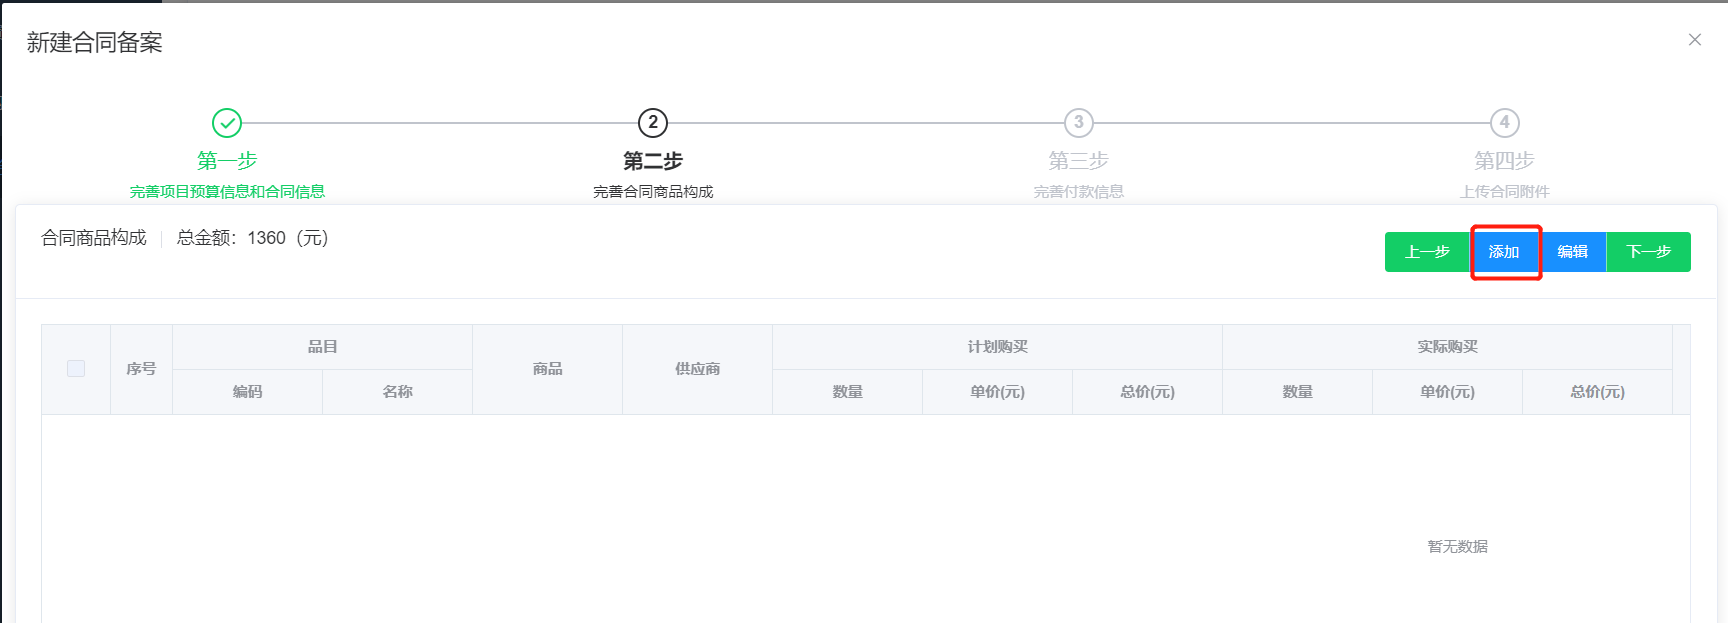 新建合同备案
2
3
4
第一步
第二步
第三步
第四步
完善项目预算信息和合同信息
完善合同商品构成
完善付款信息
上传合同附件
合同商品构成
总金额：1360（元）
上一步
添加
编辑
下一步
序号
品目
商品
供应商
计划购买
实际购买
编码
名称
数量
单价(元)
总价(元)
数量
单价(元)
总价(元)
暂无数据